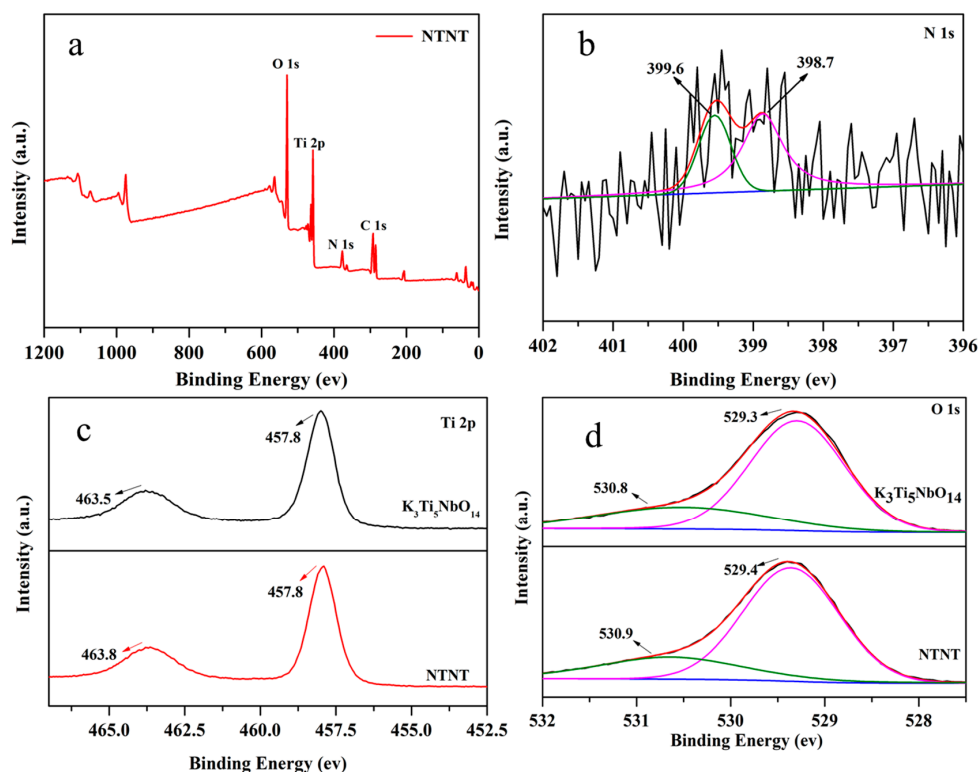 a
NTNT
O 1s
Ti 2p
N 1s
C 1s
Intensity (a.u.)
1200 1000 800 600 400 200 0
Binding Energy (ev)
b
N 1s
399.6
398.7
Intensity (a.u.)
402 401 400 399 398 397 396
Binding Energy (ev)
c
Ti 2p
457.8
463.5
K₃Ti₅NbO₁₄
457.8
463.8
NTNT
Intensity (a.u.)
465.0 462.5 460.0 457.5 455.0 452.5
Binding Energy (ev)
d
O 1s
529.3
530.8
K₃Ti₅NbO₁₄
529.4
530.9
NTNT
Intensity (a.u.)
532 531 530 529 528
Binding Energy (ev)